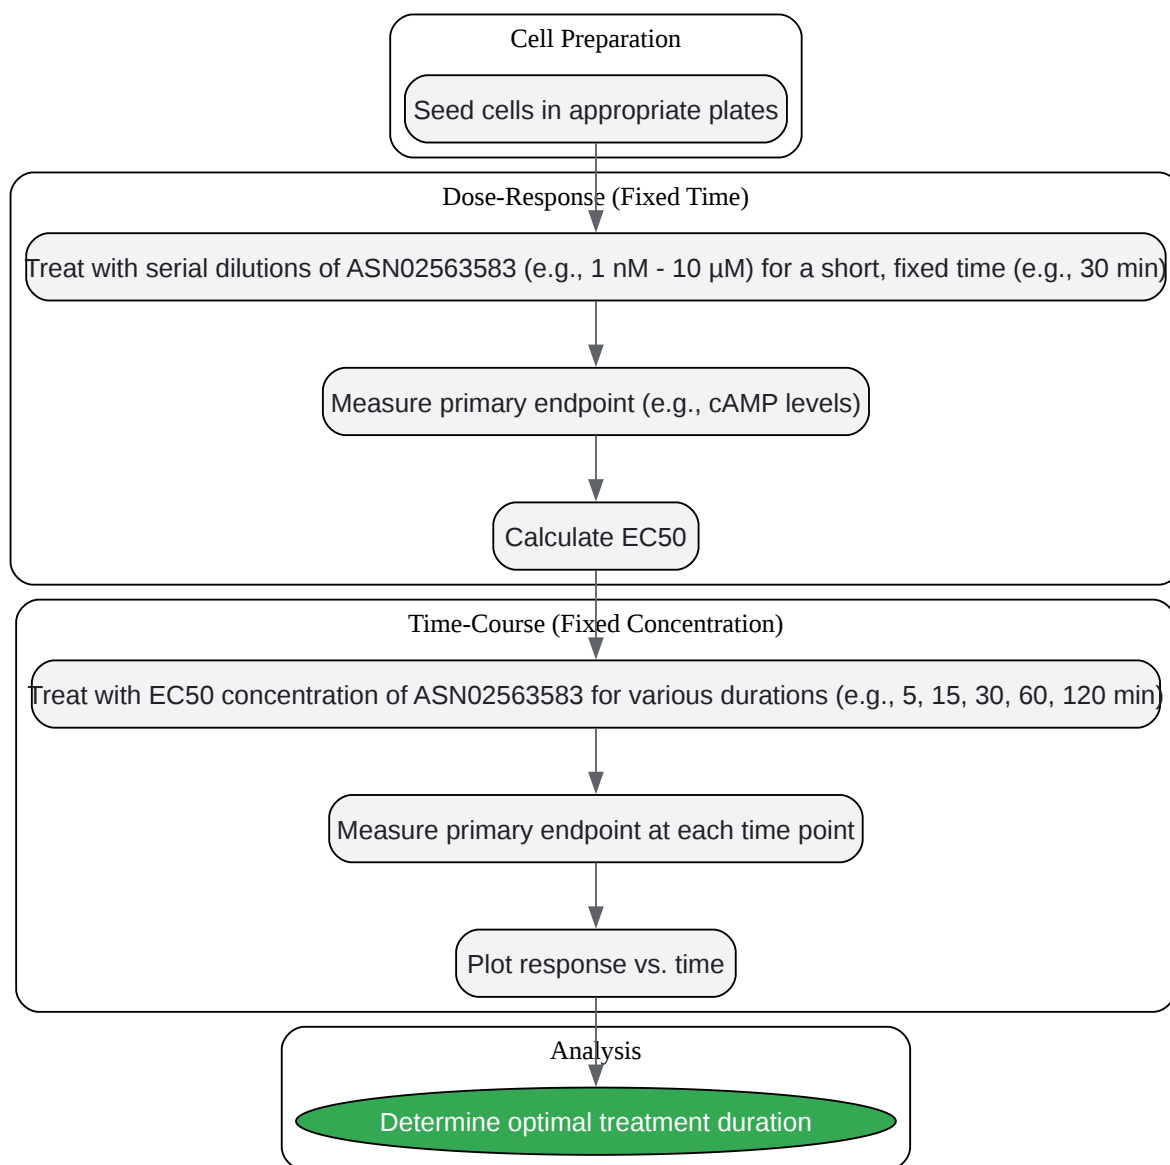 Cell Preparation
Seed cells in appropriate plates
Dose-Response (Fixed Time)
Treat with serial dilutions of ASN02563583 (e.g., 1 nM - 10 µM) for a short, fixed time (e.g., 30 min)
Measure primary endpoint (e.g., cAMP levels)
Calculate EC50
Time-Course (Fixed Concentration)
Treat with EC50 concentration of ASN02563583 for various durations (e.g., 5, 15, 30, 60, 120 min)
Measure primary endpoint at each time point
Plot response vs. time
Analysis
Determine optimal treatment duration